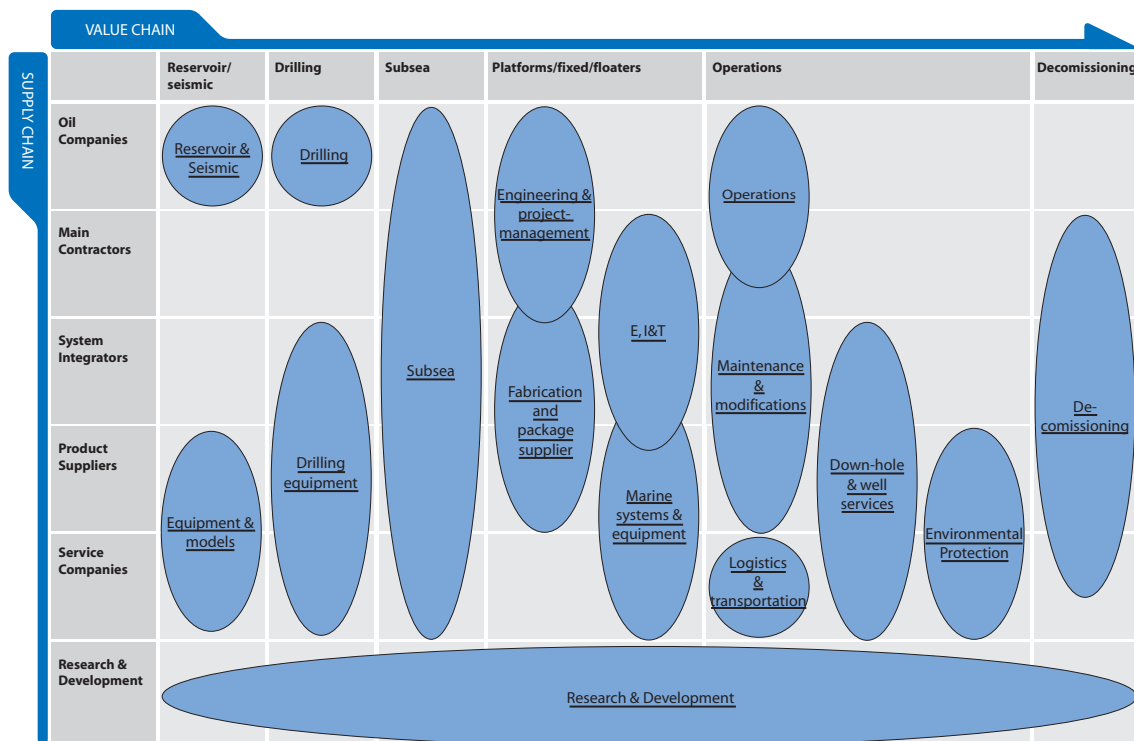 VALUE CHAIN
SUPPLY CHAIN
Reservoir/
seismic
Drilling
Subsea
Platforms/fixed/floaters
Operations
Decomissioning
Oil
Companies
Reservoir &
Seismic
Drilling
Engineering &
project-
management
Operations
Main
Contractors
System
Integrators
Subsea
E, I&T
Fabrication
and
package
supplier
Maintenance
&
modifications
De-
comissioning
Product
Suppliers
Equipment &
models
Drilling
equipment
Marine
systems &
equipment
Down-hole
& well
services
Environmental
Protection
Service
Companies
Logistics
&
transportation
Research &
Development
Research & Development